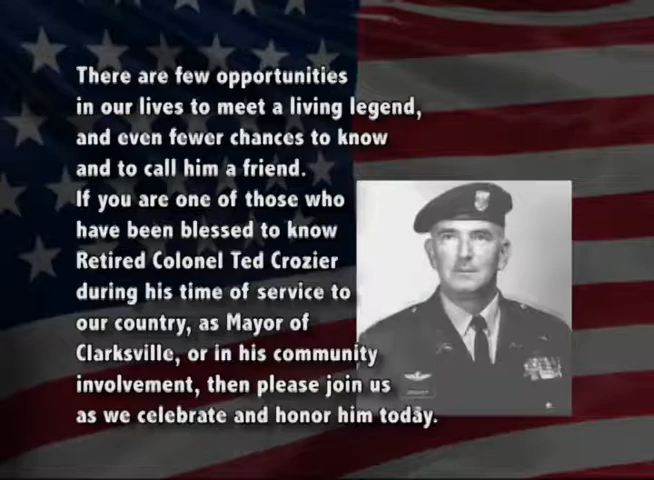 There are few opportunities
in our lives to meet a living legend,
and even fewer chances to know
and to call him a friend.
If you are one of those who
have been blessed to know
Retired Colonel Ted Crozier
during his time of service to
our country, as Mayor of
Clarksville, or in his community
involvement, then please join us
as we celebrate and honor him today.